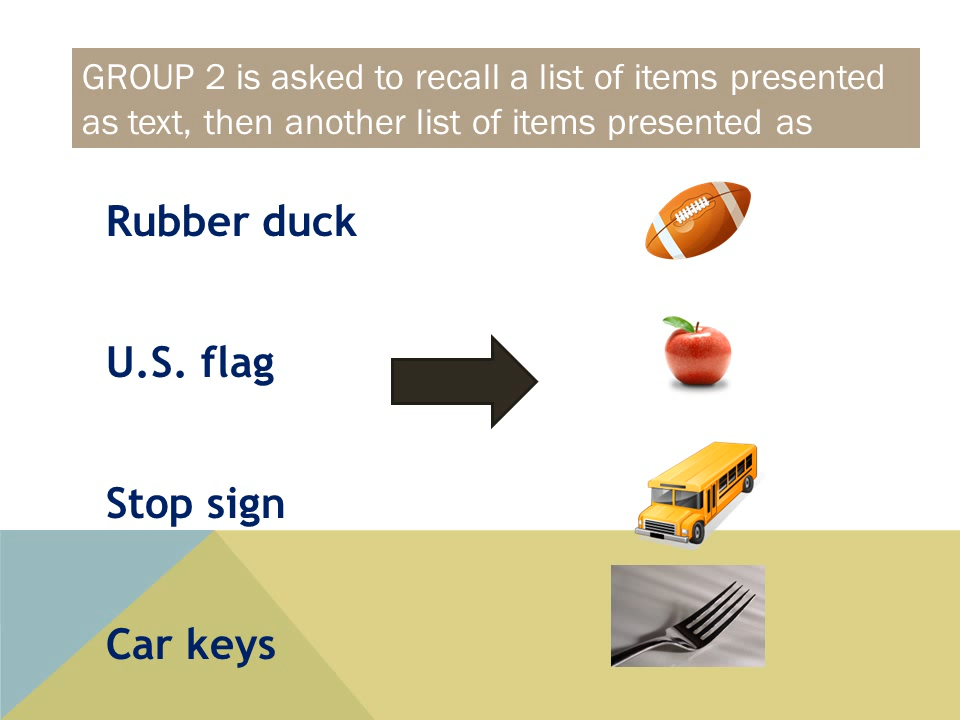 GROUP 2 is asked to recall a list of items presented
as text, then another list of items presented as
Rubber duck
U.S. flag
Stop sign
Car keys